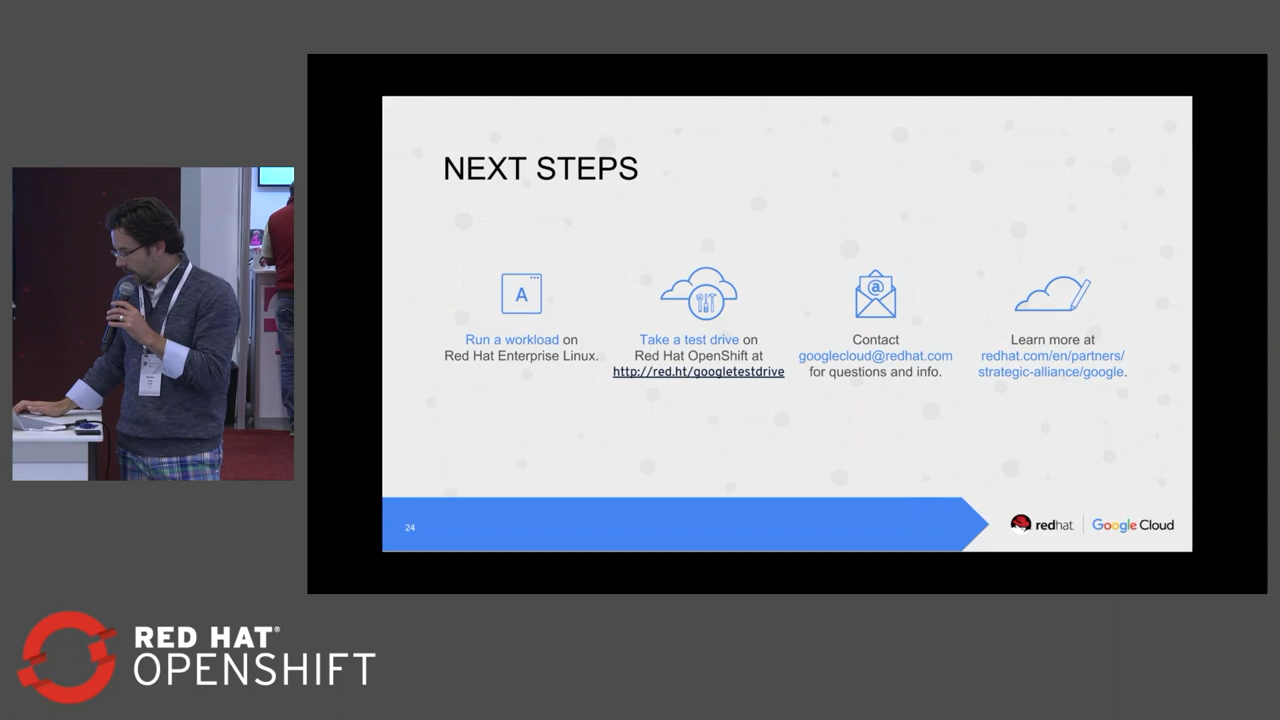 NEXT STEPS
A
Run a workload on
Red Hat Enterprise Linux.
Take a test drive on
Red Hat OpenShift at
http://red.ht/googletestdrive
@
Contact
googlecloud@redhat.com
for questions and info.
Learn more at
redhat.com/en/partners/
strategic-alliance/google.
24
redhat
Google Cloud
RED HAT®
OPENSHIFT